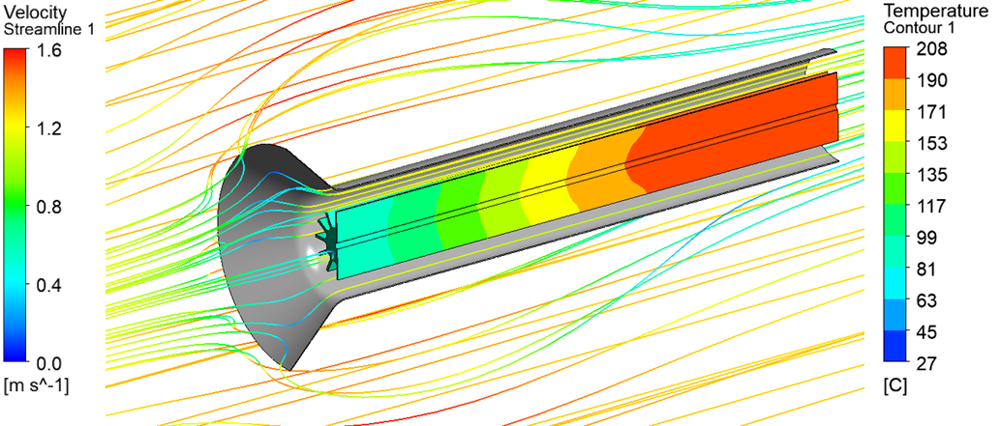 Velocity
Streamline 1
1.6
1.2
0.8
0.4
0.0
[m s^-1]
Temperature
Contour 1
208
190
171
153
135
117
99
81
63
45
27
[C]